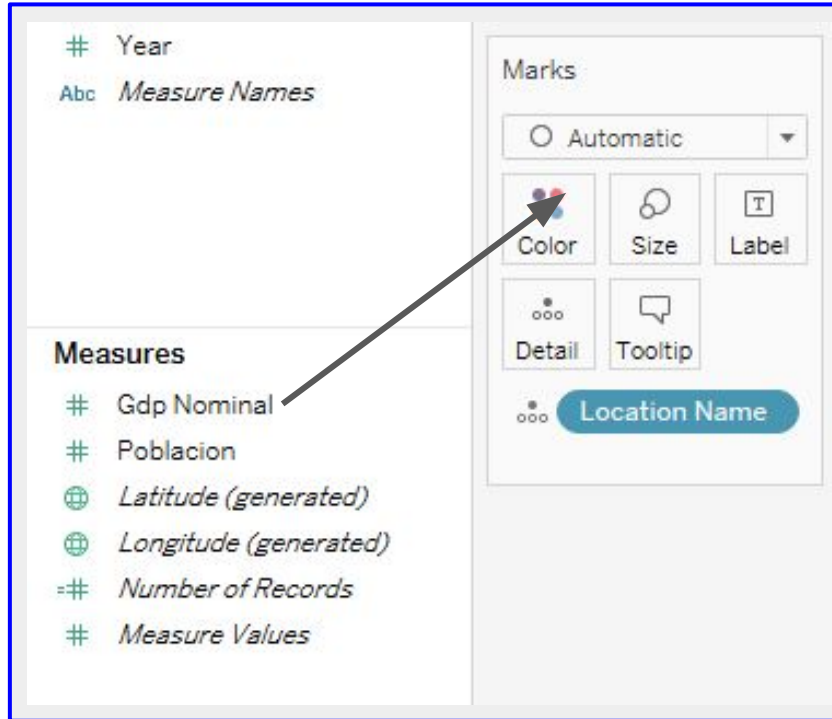 # Year
Abc Measure Names
Measures
# Gdp Nominal
# Poblacion
Latitude (generated)
Longitude (generated)
=# Number of Records
# Measure Values
Marks
Automatic
Color Size T Label
Detail Tooltip
Location Name